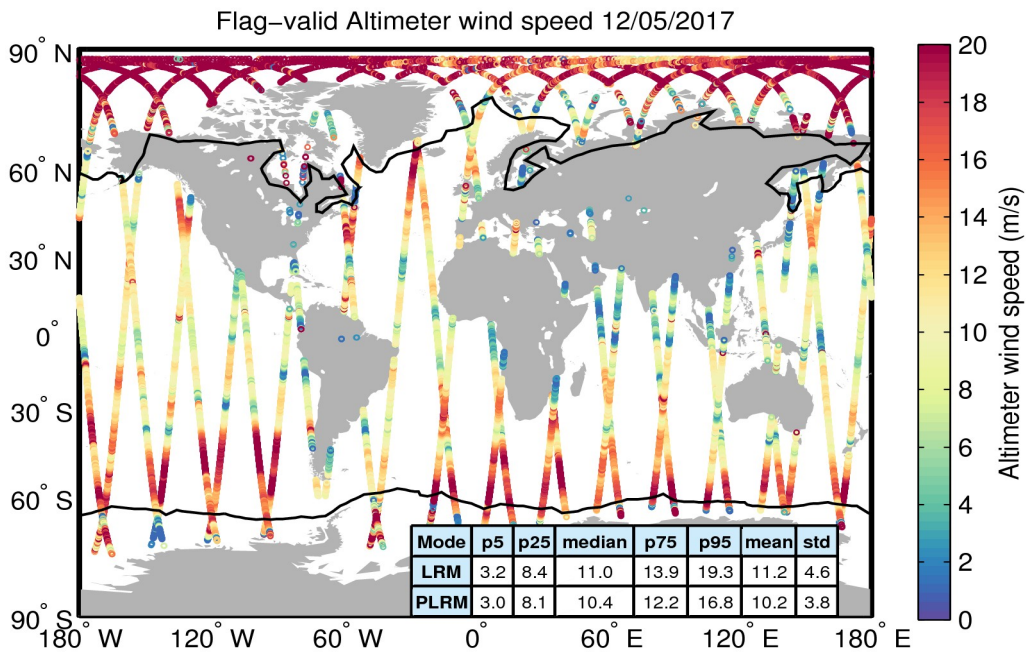 Flag−valid Altimeter wind speed 12/05/2017
90° N
60° N
30° N
0°
30° S
60° S
90° S
180° W
120° W
60° W
0°
60° E
120° E
180° E
Mode p5 p25 median p75 p95 mean std
LRM 3.2 8.4 11.0 13.9 19.3 11.2 4.6
PLRM 3.0 8.1 10.4 12.2 16.8 10.2 3.8
20
18
16
14
12
10
8
6
4
2
0
Altimeter wind speed (m/s)